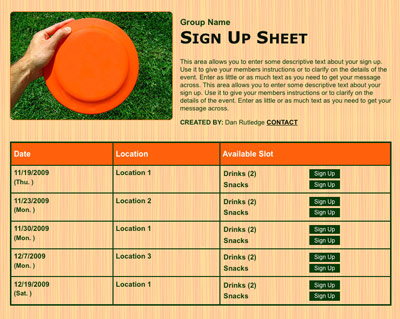 Group Name
SIGN UP SHEET
This area allows you to enter some descriptive text about your sign up.
Use it to give your members instructions or to clarify on the details of the
event. Enter as little or as much text as you need to get your message
across. This area allows you to enter some descriptive text about your
sign up. Use it to give your members instructions or to clarify on the
details of the event. Enter as little or as much text as you need to get your
message across.
CREATED BY: Dan Rutledge CONTACT
Date Location Available Slot
11/19/2009 Location 1 Drinks (2) Sign Up
(Thu. ) Snacks Sign Up
11/23/2009 Location 2 Drinks (2) Sign Up
(Mon. ) Snacks Sign Up
11/30/2009 Location 1 Drinks (2) Sign Up
(Mon. ) Snacks Sign Up
12/7/2009 Location 3 Drinks (2) Sign Up
(Mon. ) Snacks Sign Up
12/19/2009 Location 1 Drinks (2) Sign Up
(Sat. ) Snacks Sign Up